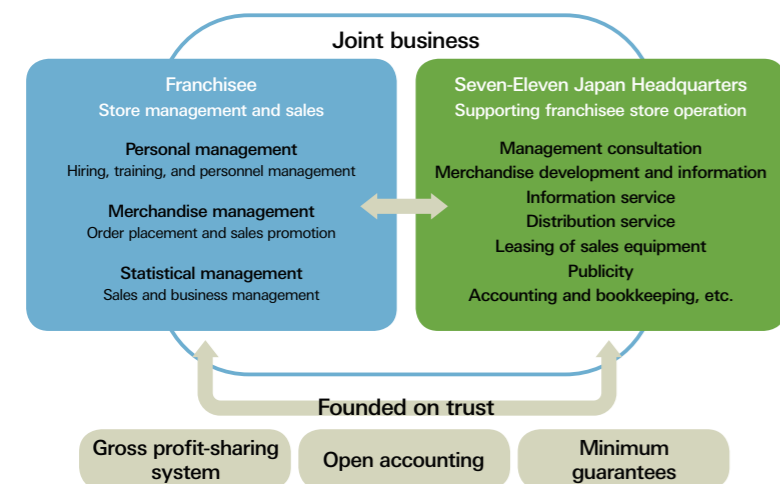 Joint business
Franchisee
Store management and sales
Personal management
Hiring, training, and personnel management
Merchandise management
Order placement and sales promotion
Statistical management
Sales and business management
Seven-Eleven Japan Headquarters
Supporting franchisee store operation
Management consultation
Merchandise development and information
Information service
Distribution service
Leasing of sales equipment
Publicity
Accounting and bookkeeping, etc.
Founded on trust
Gross profit-sharing
system
Open accounting
Minimum
guarantees